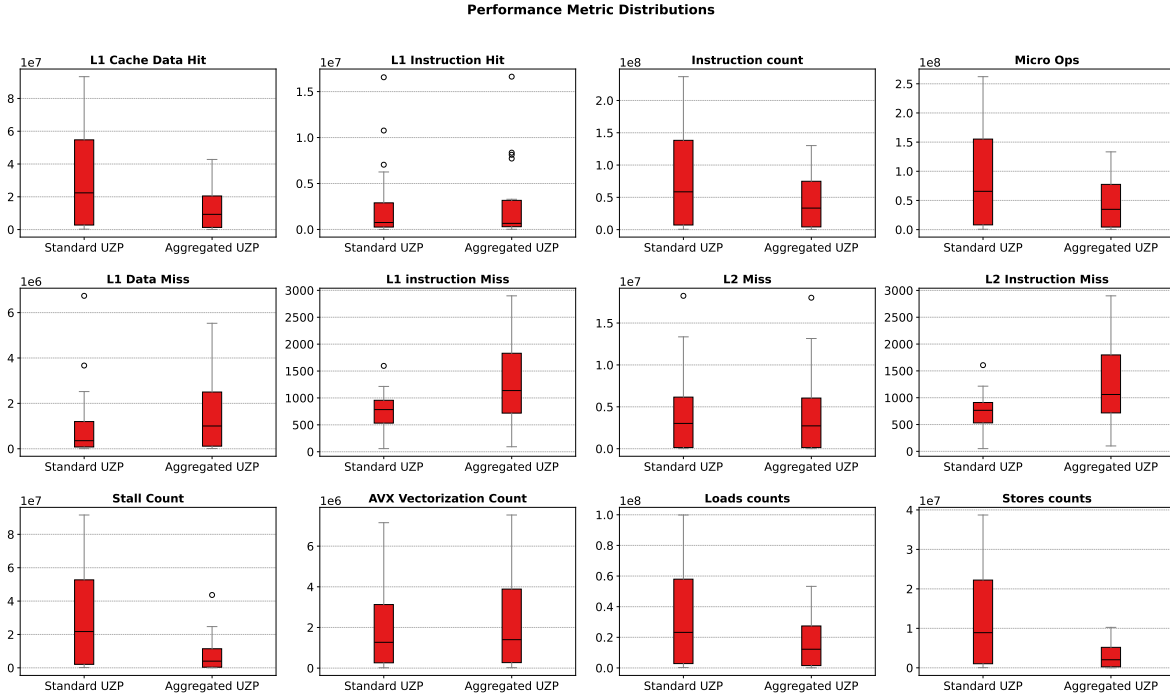 Performance Metric Distributions
L1 Cache Data Hit
1e7
8
6
4
2
0
Standard UZP Aggregated UZP
L1 Instruction Hit
1e7
1.5
1.0
0.5
0.0
Standard UZP Aggregated UZP
Instruction count
1e8
2.0
1.5
1.0
0.5
0.0
Standard UZP Aggregated UZP
Micro Ops
1e8
2.5
2.0
1.5
1.0
0.5
0.0
Standard UZP Aggregated UZP
L1 Data Miss
1e6
6
4
2
0
Standard UZP Aggregated UZP
L1 instruction Miss
3000
2500
2000
1500
1000
500
0
Standard UZP Aggregated UZP
L2 Miss
1e7
1.5
1.0
0.5
0.0
Standard UZP Aggregated UZP
L2 Instruction Miss
3000
2500
2000
1500
1000
500
0
Standard UZP Aggregated UZP
Stall Count
1e7
8
6
4
2
0
Standard UZP Aggregated UZP
AVX Vectorization Count
1e6
6
4
2
0
Standard UZP Aggregated UZP
Loads counts
1e8
1.0
0.8
0.6
0.4
0.2
0.0
Standard UZP Aggregated UZP
Stores counts
1e7
4
3
2
1
0
Standard UZP Aggregated UZP